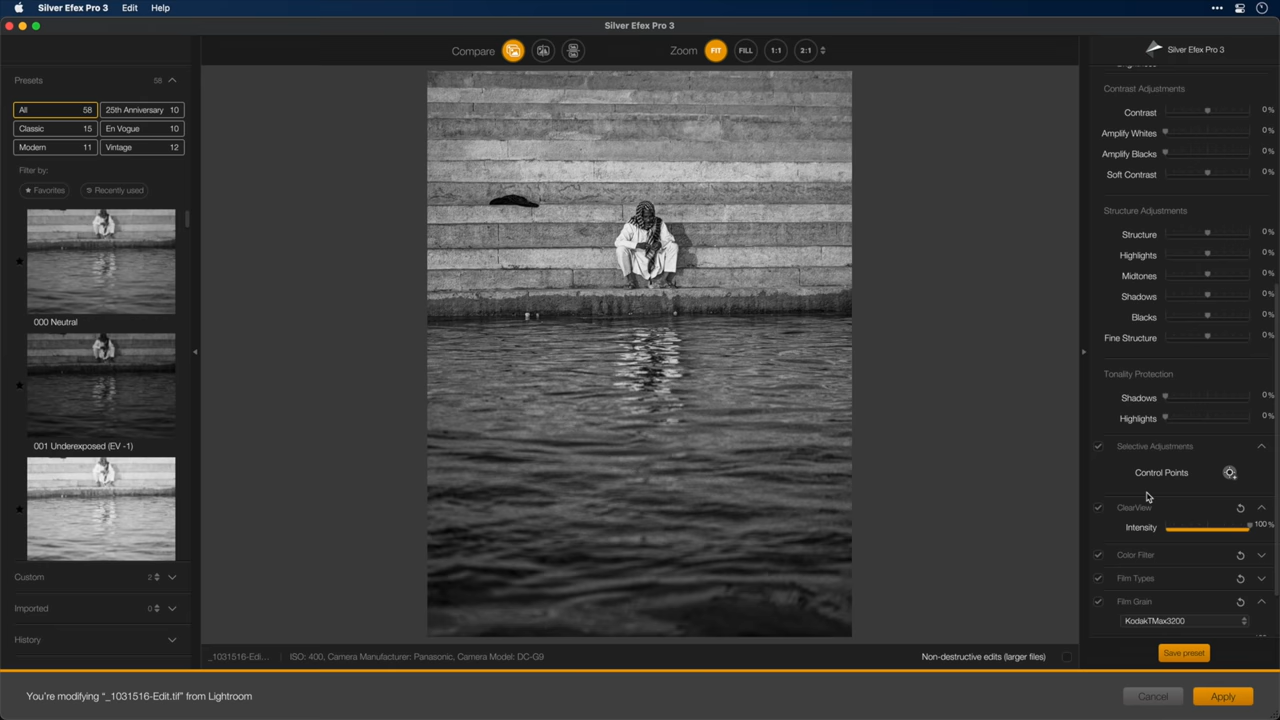 Silver Efex Pro 3 Edit Help
Silver Efex Pro 3
Compare
Zoom FIT FILL 1:1 2:1
Silver Efex Pro 3
Presets 58
All 58
25th Anniversary 10
Classic 15
En Vogue 10
Modern 11
Vintage 12
Filter by:
Favorites
Recently used
000 Neutral
001 Underexposed (EV -1)
Custom 2
Imported 0
History
_1031516-Edi...
ISO: 400, Camera Manufacturer: Panasonic, Camera Model: DC-G9
Non-destructive edits (larger files)
Contrast Adjustments
Contrast 0%
Amplify Whites 0%
Amplify Blacks 0%
Soft Contrast 0%
Structure Adjustments
Structure 0%
Highlights 0%
Midtones 0%
Shadows 0%
Blacks 0%
Fine Structure 0%
Tonality Protection
Shadows 0%
Highlights 0%
Selective Adjustments
Control Points
ClearView
Intensity 100%
Color Filter
Film Types
Film Grain
KodakTMax3200
Save preset
You're modifying "_1031516-Edit.tif" from Lightroom
Cancel
Apply